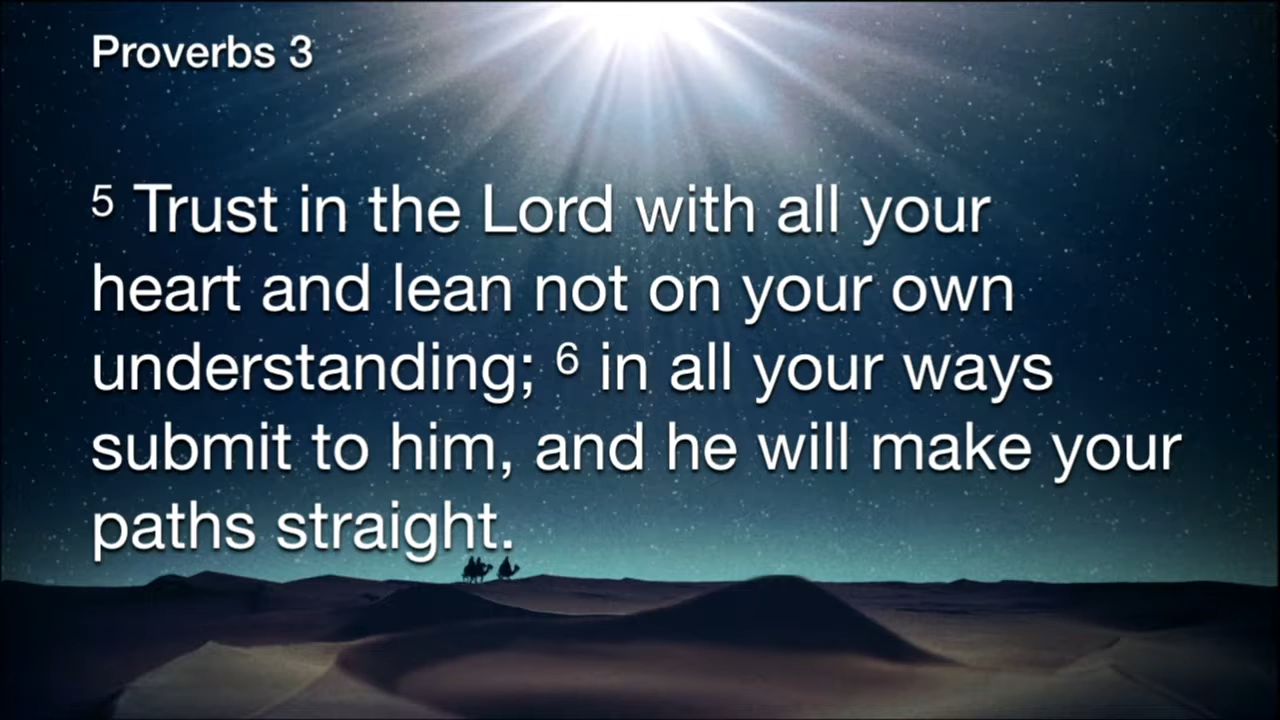 Proverbs 3
5 Trust in the Lord with all your
heart and lean not on your own
understanding; 6 in all your ways
submit to him, and he will make your
paths straight.